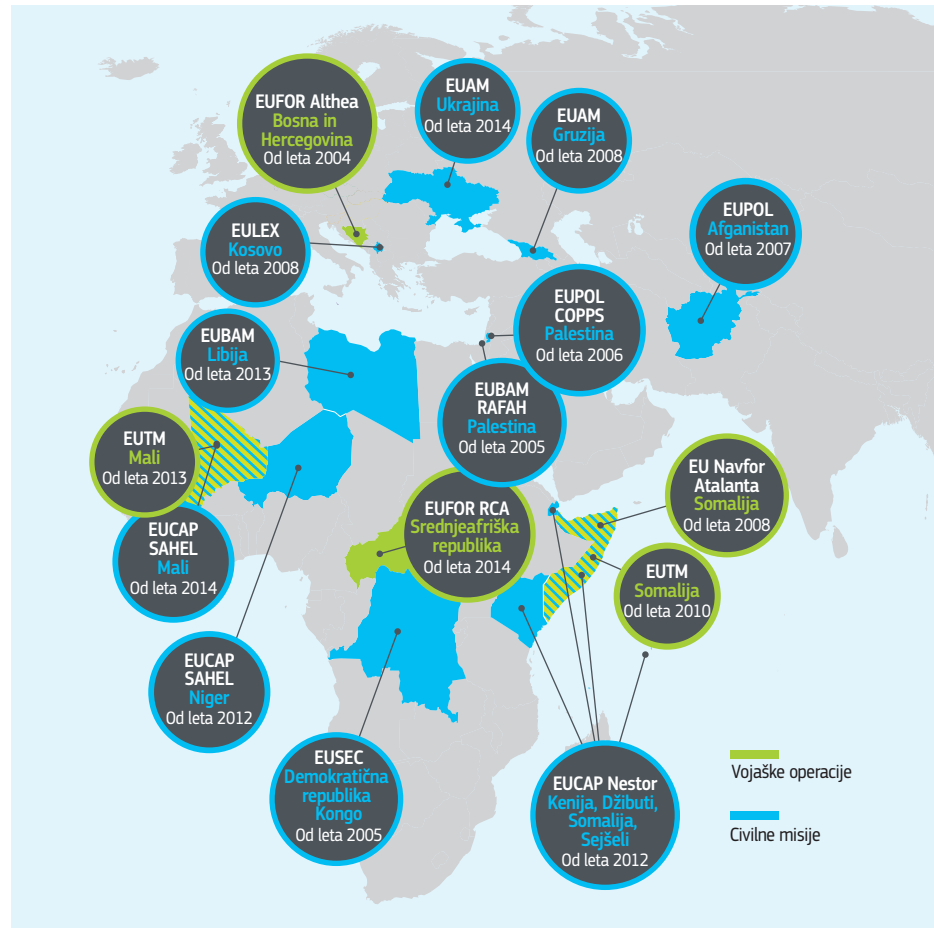 EUFOR Althea
Bosna in
Hercegovina
Od leta 2004
EUAM
Ukrajina
Od leta 2014
EUAM
Gruzija
Od leta 2008
EULEX
Kosovo
Od leta 2008
EUPOL
Afganistan
Od leta 2007
EUPOL
COPPS
Palestina
Od leta 2006
EUBAM
Libija
Od leta 2013
EUBAM
RAFAH
Palestina
Od leta 2005
EUTM
Mali
Od leta 2013
EU Navfor
Atalanta
Somalija
Od leta 2008
EUFOR RCA
Srednjeafriška
republika
Od leta 2014
EUCAP
SAHEL
Mali
Od leta 2014
EUTM
Somalija
Od leta 2010
EUCAP
SAHEL
Niger
Od leta 2012
EUSEC
Demokratična
republika
Kongo
Od leta 2005
EUCAP Nestor
Kenija, Džibuti,
Somalija,
Sejšeli
Od leta 2012
Vojaške operacije
Civilne misije